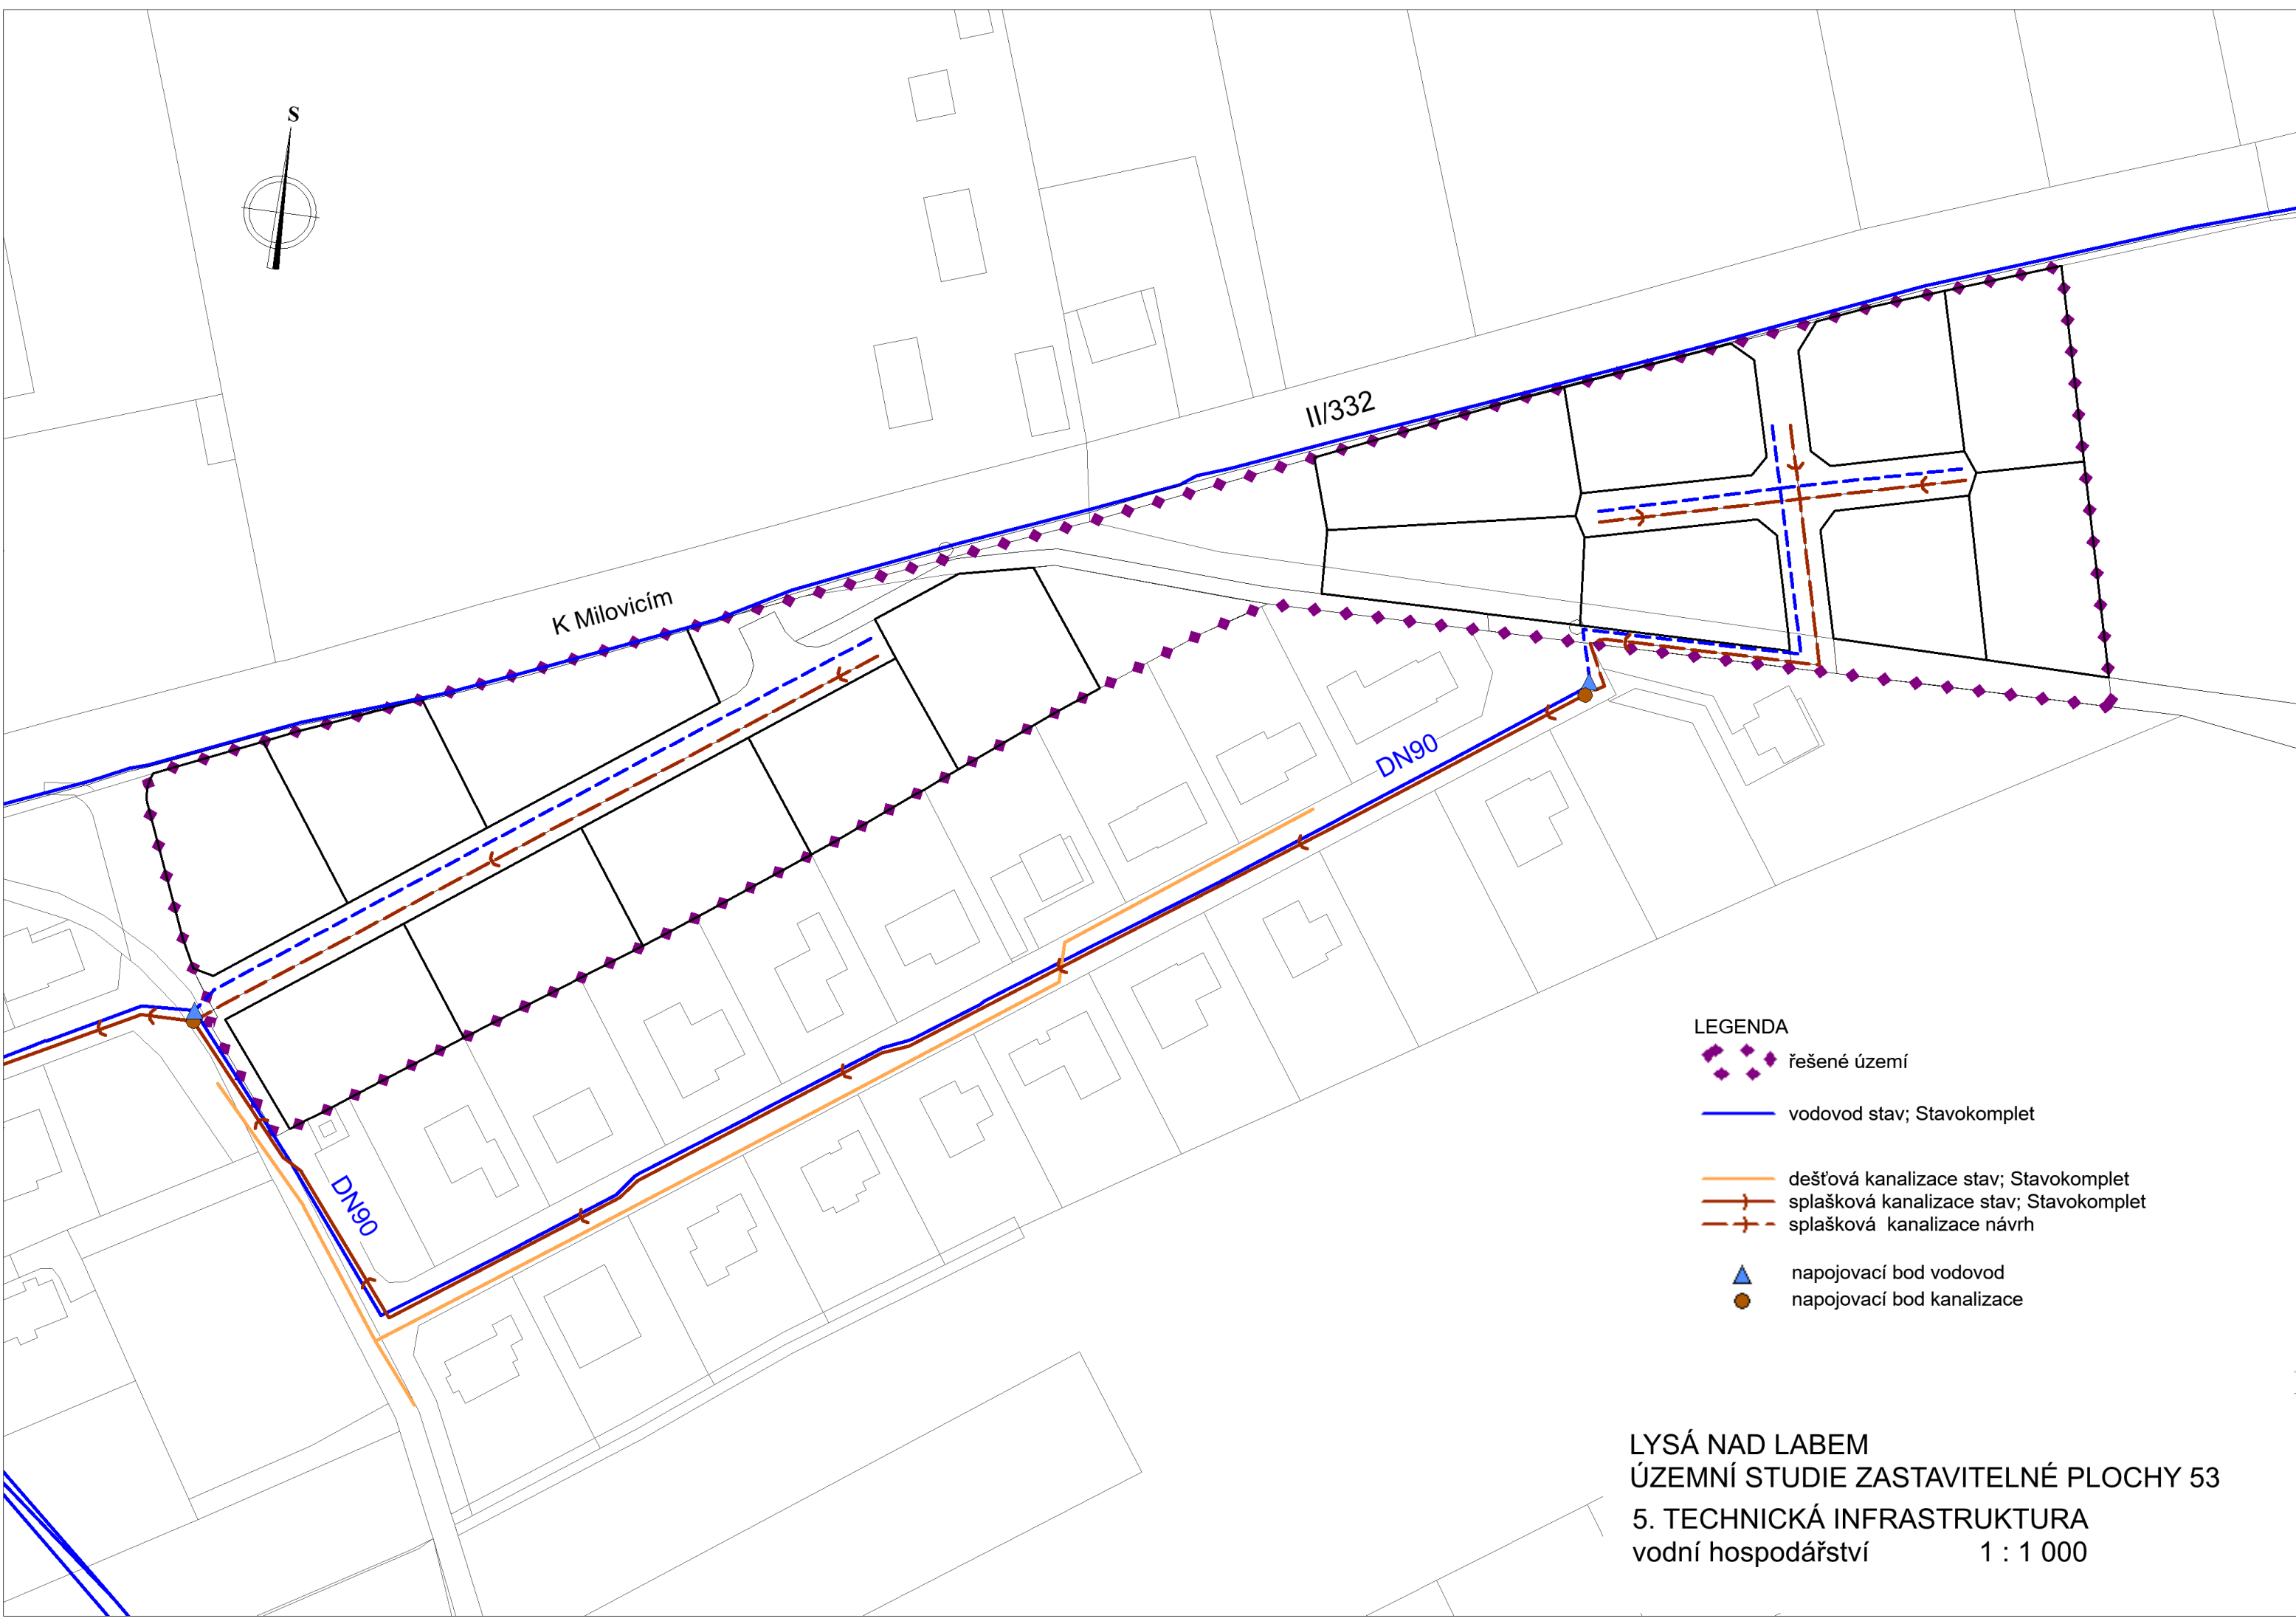 S
II/332
K Milovicím
DN90
DN90
LEGENDA
řešené území
vodovod stav; Stavokomplet
dešťová kanalizace stav; Stavokomplet
splašková kanalizace stav; Stavokomplet
splašková kanalizace návrh
napojovací bod vodovod
napojovací bod kanalizace
LYSÁ NAD LABEM
ÚZEMNÍ STUDIE ZASTAVITELNÉ PLOCHY 53
5. TECHNICKÁ INFRASTRUKTURA
vodní hospodářství 1 : 1 000